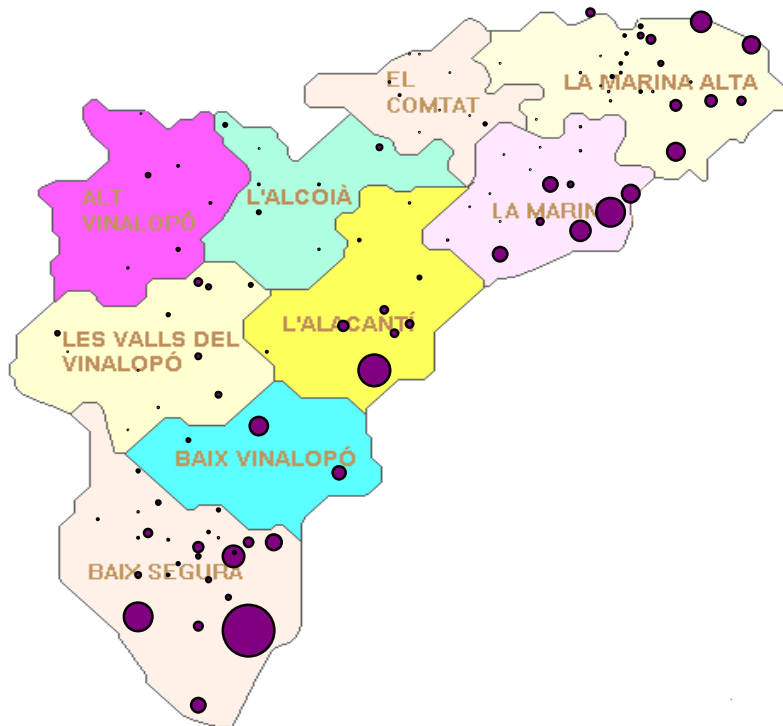 EL
COMTAT
LA MARINA ALTA
ALT
VINALOPÓ
L'ALCOIÀ
LA MARIN
L'ALACANTÍ
LES VALLS DEL
VINALOPÓ
BAIX VINALOPÓ
BAIX SEGURA